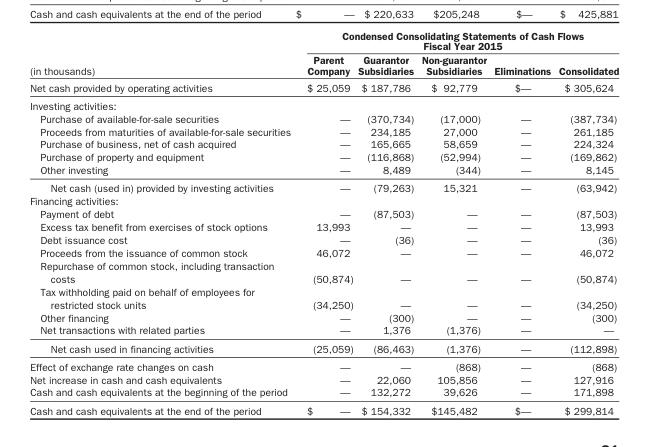 Cash and cash equivalents at the end of the period $ — $ 220,633 $205,248 $— $ 425,881
Condensed Consolidating Statements of Cash Flows
Fiscal Year 2015
(in thousands) Parent Company Guarantor Subsidiaries Non-guarantor Subsidiaries Eliminations Consolidated
Net cash provided by operating activities $ 25,059 $ 187,786 $ 92,779 $— $ 305,624
Investing activities:
Purchase of available-for-sale securities — (370,734) (17,000) — (387,734)
Proceeds from maturities of available-for-sale securities — 234,185 27,000 — 261,185
Purchase of business, net of cash acquired — 165,665 58,659 — 224,324
Purchase of property and equipment — (116,868) (52,994) — (169,862)
Other investing — 8,489 (344) — 8,145
Net cash (used in) provided by investing activities — (79,263) 15,321 — (63,942)
Financing activities:
Payment of debt — (87,503) — — (87,503)
Excess tax benefit from exercises of stock options 13,993 — — — 13,993
Debt issuance cost — (36) — — (36)
Proceeds from the issuance of common stock 46,072 — — — 46,072
Repurchase of common stock, including transaction
costs (50,874) — — — (50,874)
Tax withholding paid on behalf of employees for
restricted stock units (34,250) — — — (34,250)
Other financing — (300) — — (300)
Net transactions with related parties — 1,376 (1,376) — —
Net cash used in financing activities (25,059) (86,463) (1,376) — (112,898)
Effect of exchange rate changes on cash — — (868) — (868)
Net increase in cash and cash equivalents — 22,060 105,856 — 127,916
Cash and cash equivalents at the beginning of the period — 132,272 39,626 — 171,898
Cash and cash equivalents at the end of the period $ — $ 154,332 $145,482 $— $ 299,814